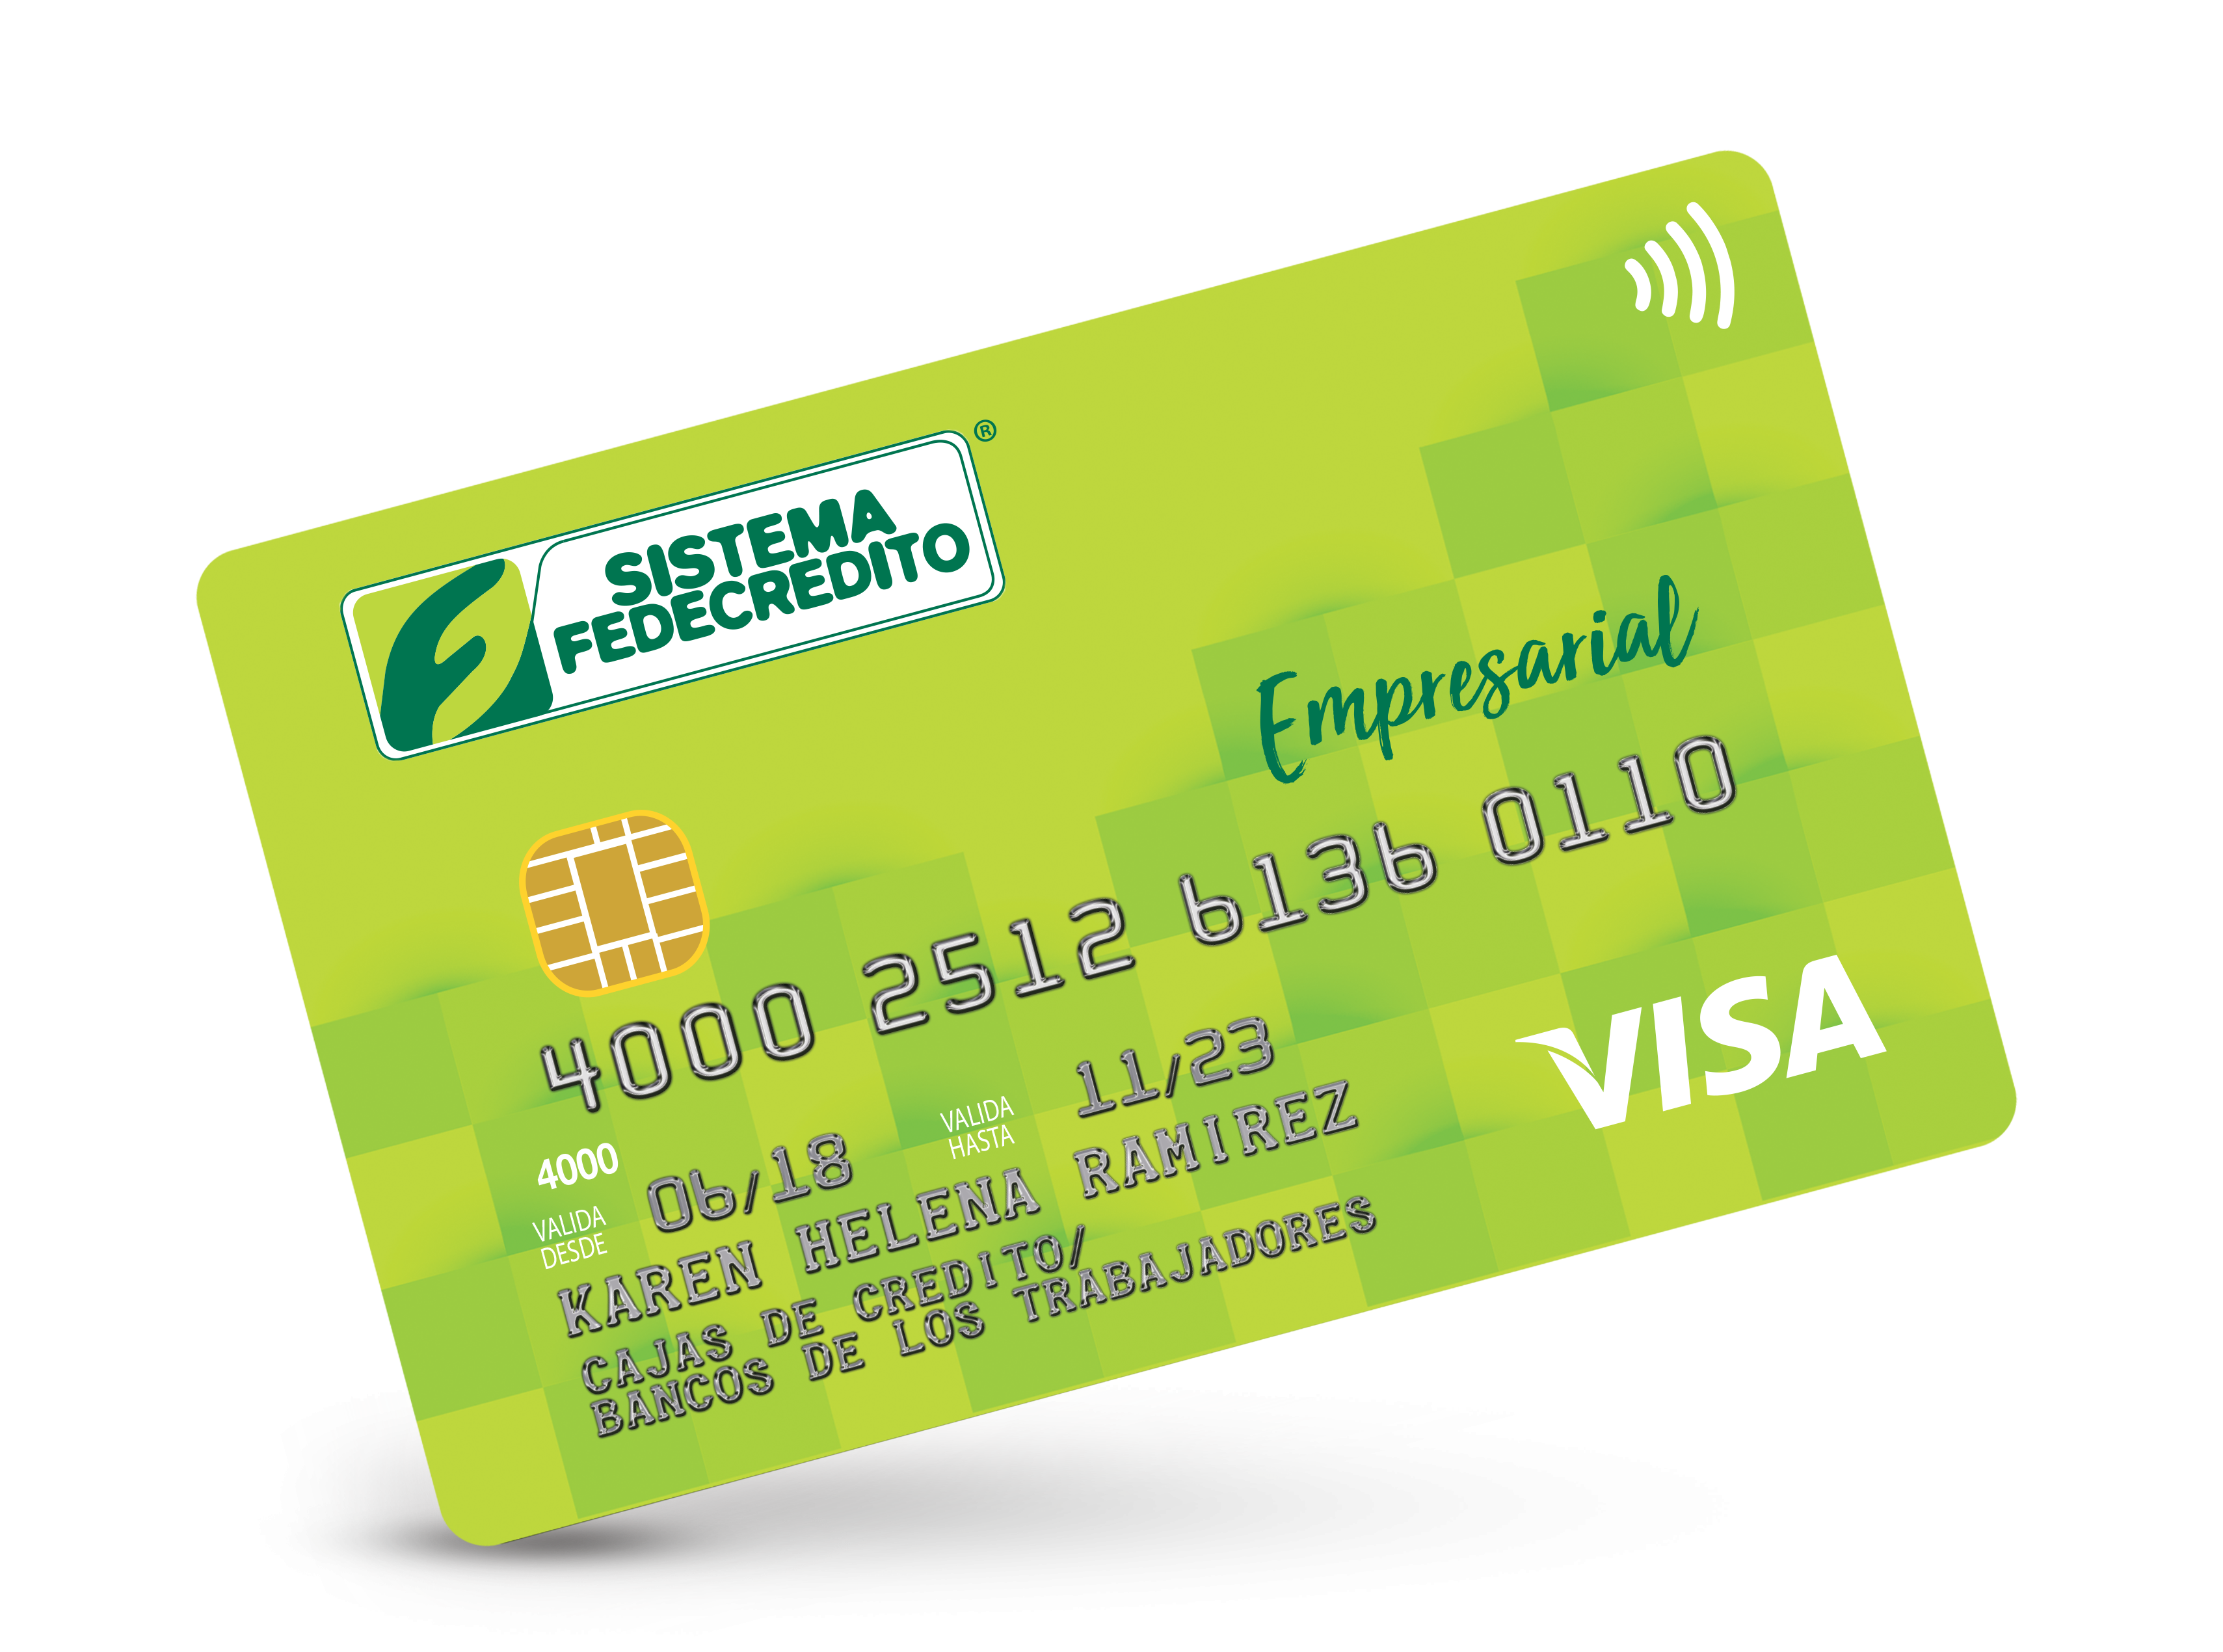 SISTEMA
FEDECREDITO®
Empresarial
4000 2512 6136 0110
4000
VALIDA
DESDE
06/18
VALIDA
HASTA
11/23
KAREN HELENA RAMIREZ
CAJAS DE CREDITO/
BANCOS DE LOS TRABAJADORES
VISA